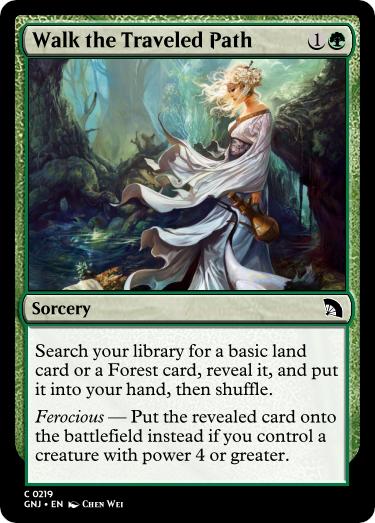 Walk the Traveled Path 1
Sorcery
Search your library for a basic land
card or a Forest card, reveal it, and put
it into your hand, then shuffle.
Ferocious — Put the revealed card onto
the battlefield instead if you control a
creature with power 4 or greater.
C 0219
GNJ • EN Chen Wei